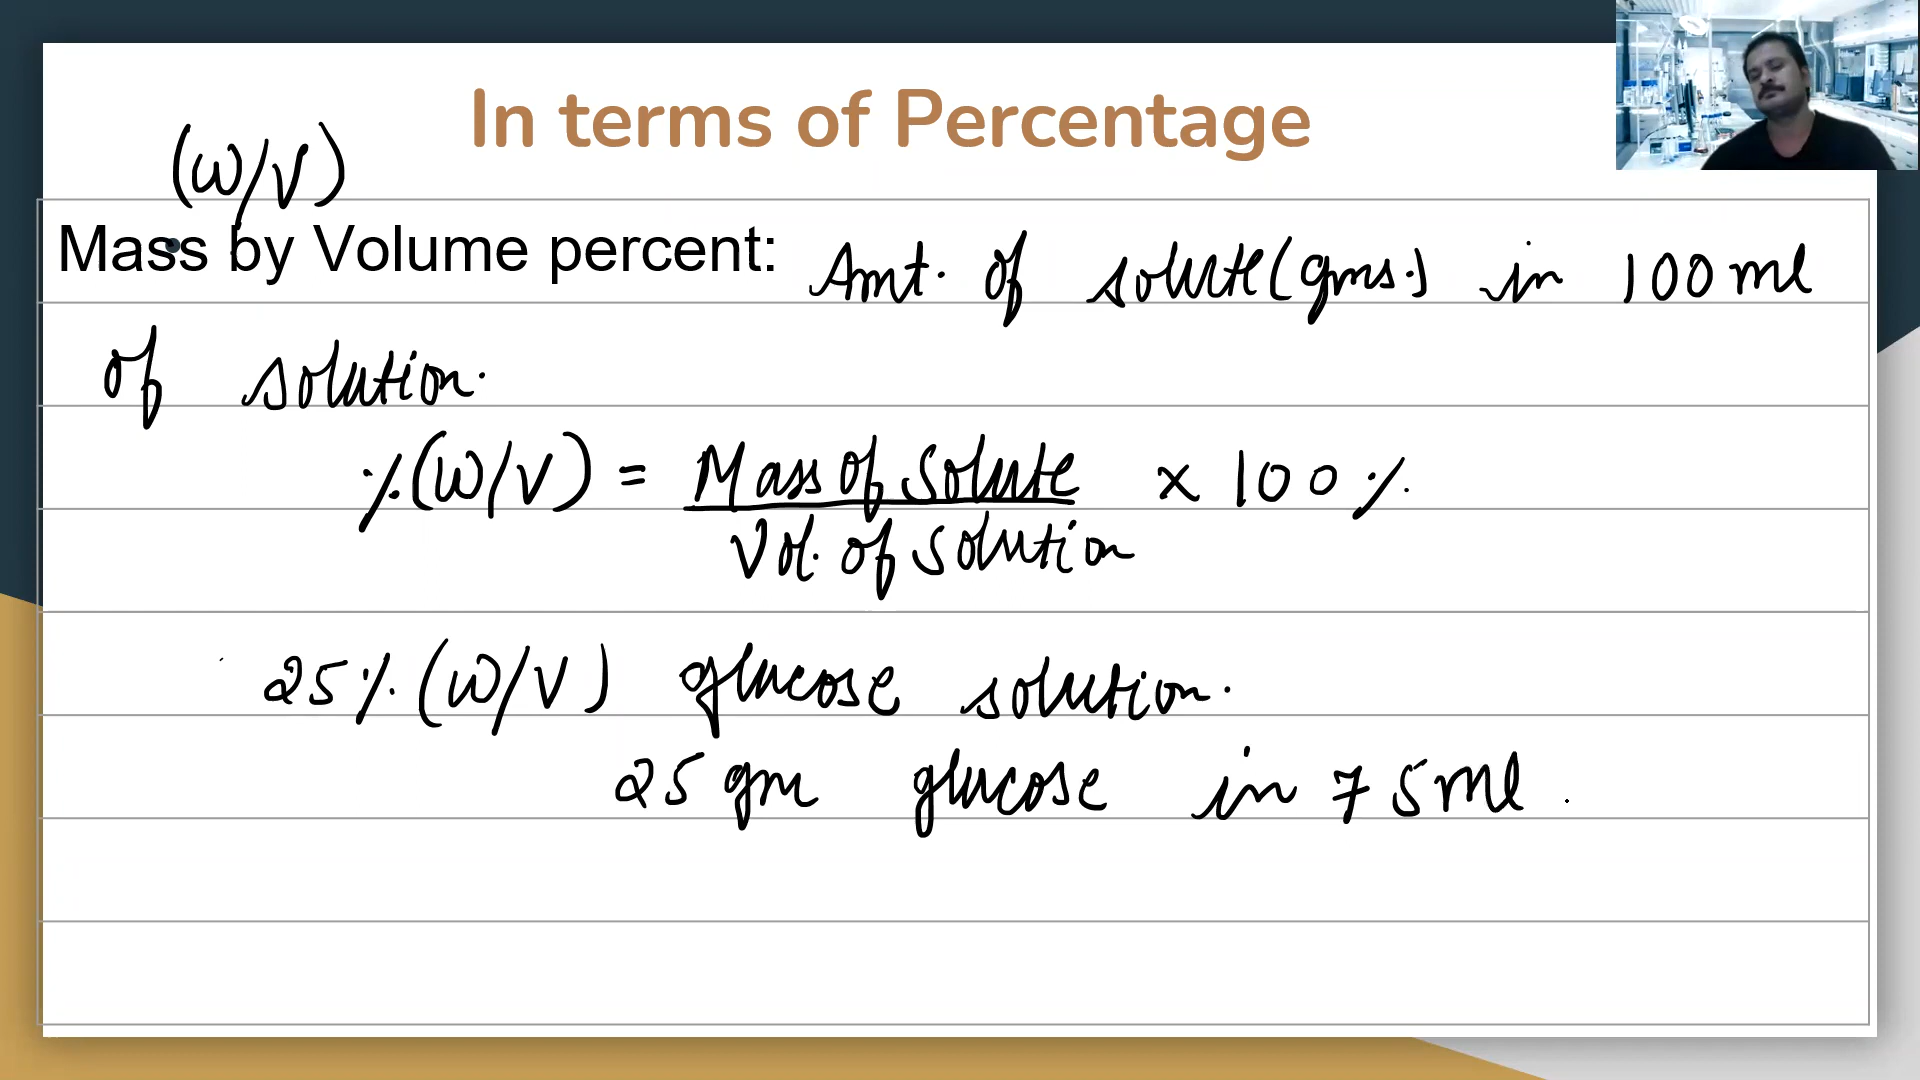 In terms of Percentage
(W/V)
Mass by Volume percent: Amt. of solute(gms.) in 100 ml
of solution.
%(W/V) = Mass of Solute × 100 %
Vol. of Solution
25 % (W/V) glucose solution.
25 gm glucose in 75 ml.